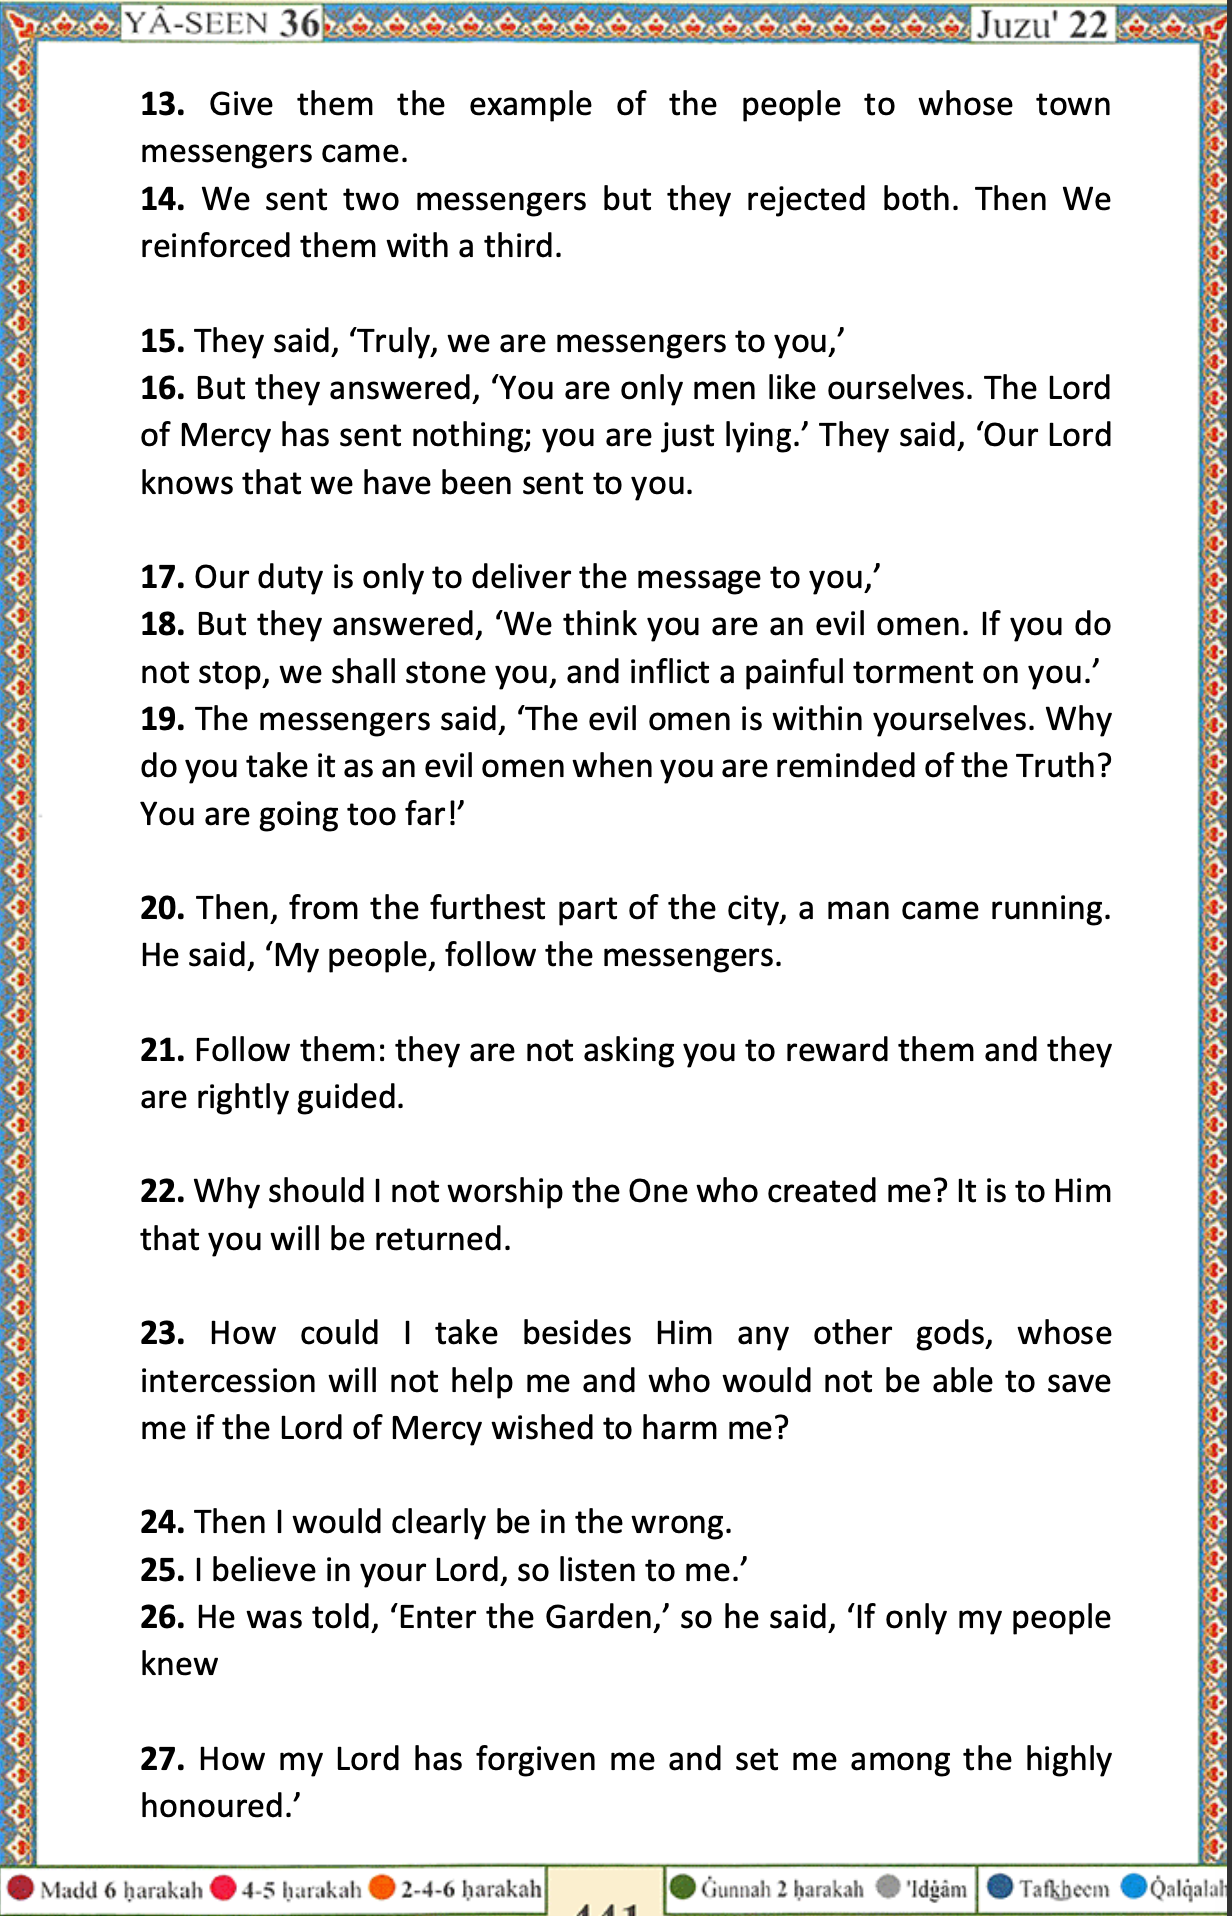 YÂ-SEEN 36
Juzu' 22
13. Give them the example of the people to whose town
messengers came.
14. We sent two messengers but they rejected both. Then We
reinforced them with a third.
15. They said, ‘Truly, we are messengers to you,’
16. But they answered, ‘You are only men like ourselves. The Lord
of Mercy has sent nothing; you are just lying.’ They said, ‘Our Lord
knows that we have been sent to you.
17. Our duty is only to deliver the message to you,’
18. But they answered, ‘We think you are an evil omen. If you do
not stop, we shall stone you, and inflict a painful torment on you.’
19. The messengers said, ‘The evil omen is within yourselves. Why
do you take it as an evil omen when you are reminded of the Truth?
You are going too far!’
20. Then, from the furthest part of the city, a man came running.
He said, ‘My people, follow the messengers.
21. Follow them: they are not asking you to reward them and they
are rightly guided.
22. Why should I not worship the One who created me? It is to Him
that you will be returned.
23. How could I take besides Him any other gods, whose
intercession will not help me and who would not be able to save
me if the Lord of Mercy wished to harm me?
24. Then I would clearly be in the wrong.
25. I believe in your Lord, so listen to me.’
26. He was told, ‘Enter the Garden,’ so he said, ‘If only my people
knew
27. How my Lord has forgiven me and set me among the highly
honoured.’
Madd 6 ḥarakah 4-5 ḥarakah 2-4-6 ḥarakah 441 Ġunnah 2 ḥarakah 'Idġâm Tafkheem Q̇alq̇alah